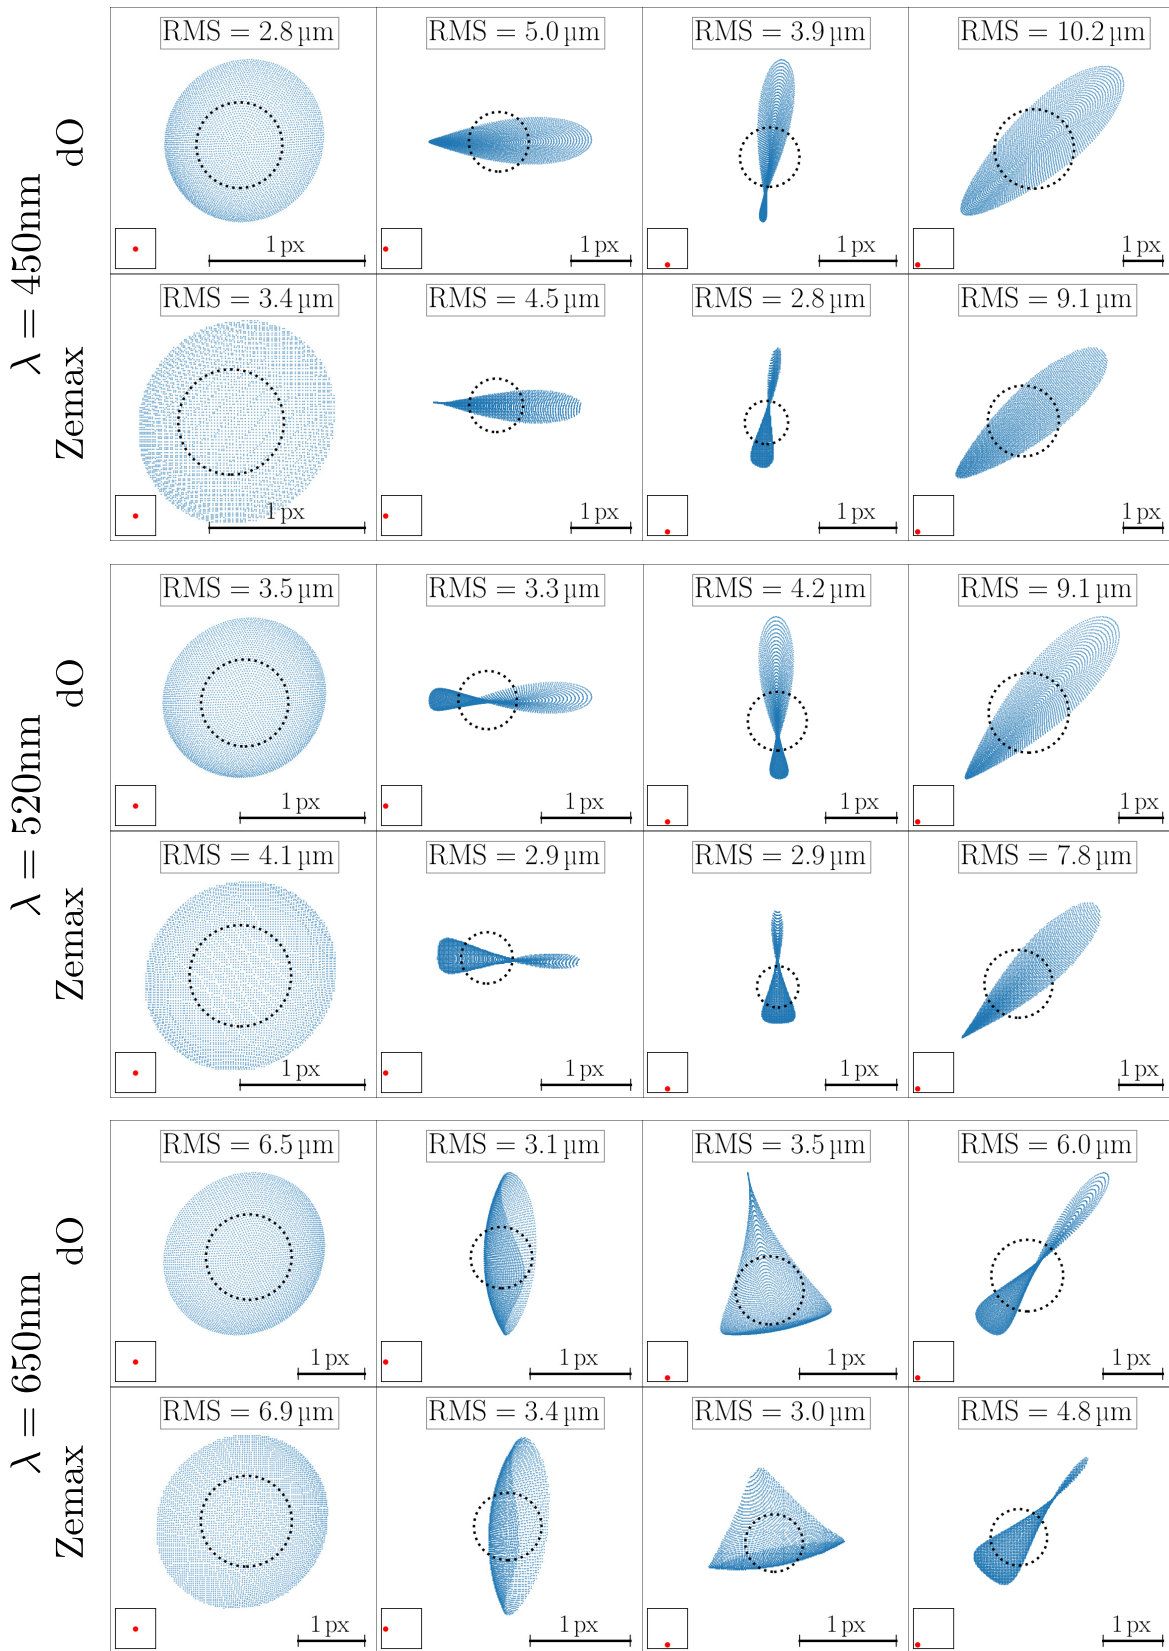 λ = 450nm
dO
RMS = 2.8 µm
RMS = 5.0 µm
RMS = 3.9 µm
RMS = 10.2 µm
1 px
1 px
1 px
1 px
Zemax
RMS = 3.4 µm
RMS = 4.5 µm
RMS = 2.8 µm
RMS = 9.1 µm
1 px
1 px
1 px
1 px
λ = 520nm
dO
RMS = 3.5 µm
RMS = 3.3 µm
RMS = 4.2 µm
RMS = 9.1 µm
1 px
1 px
1 px
1 px
Zemax
RMS = 4.1 µm
RMS = 2.9 µm
RMS = 2.9 µm
RMS = 7.8 µm
1 px
1 px
1 px
1 px
λ = 650nm
dO
RMS = 6.5 µm
RMS = 3.1 µm
RMS = 3.5 µm
RMS = 6.0 µm
1 px
1 px
1 px
1 px
Zemax
RMS = 6.9 µm
RMS = 3.4 µm
RMS = 3.0 µm
RMS = 4.8 µm
1 px
1 px
1 px
1 px